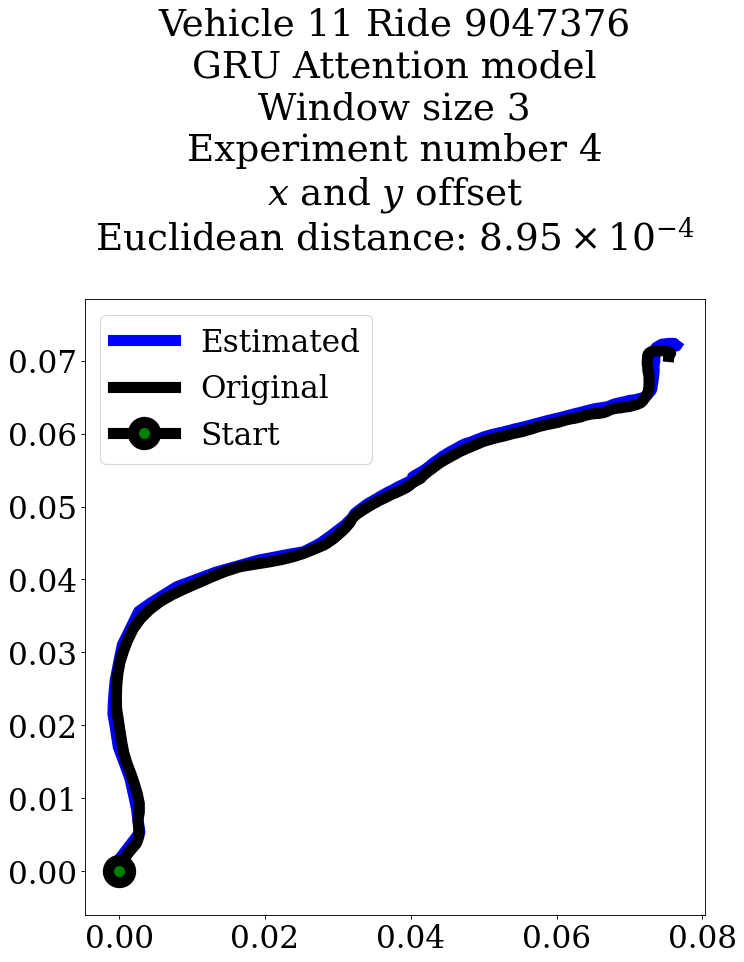 Vehicle 11 Ride 9047376
GRU Attention model
Window size 3
Experiment number 4
x and y offset
Euclidean distance: 8.95 × 10⁻⁴
Estimated
Original
Start
0.07
0.06
0.05
0.04
0.03
0.02
0.01
0.00
0.00 0.02 0.04 0.06 0.08